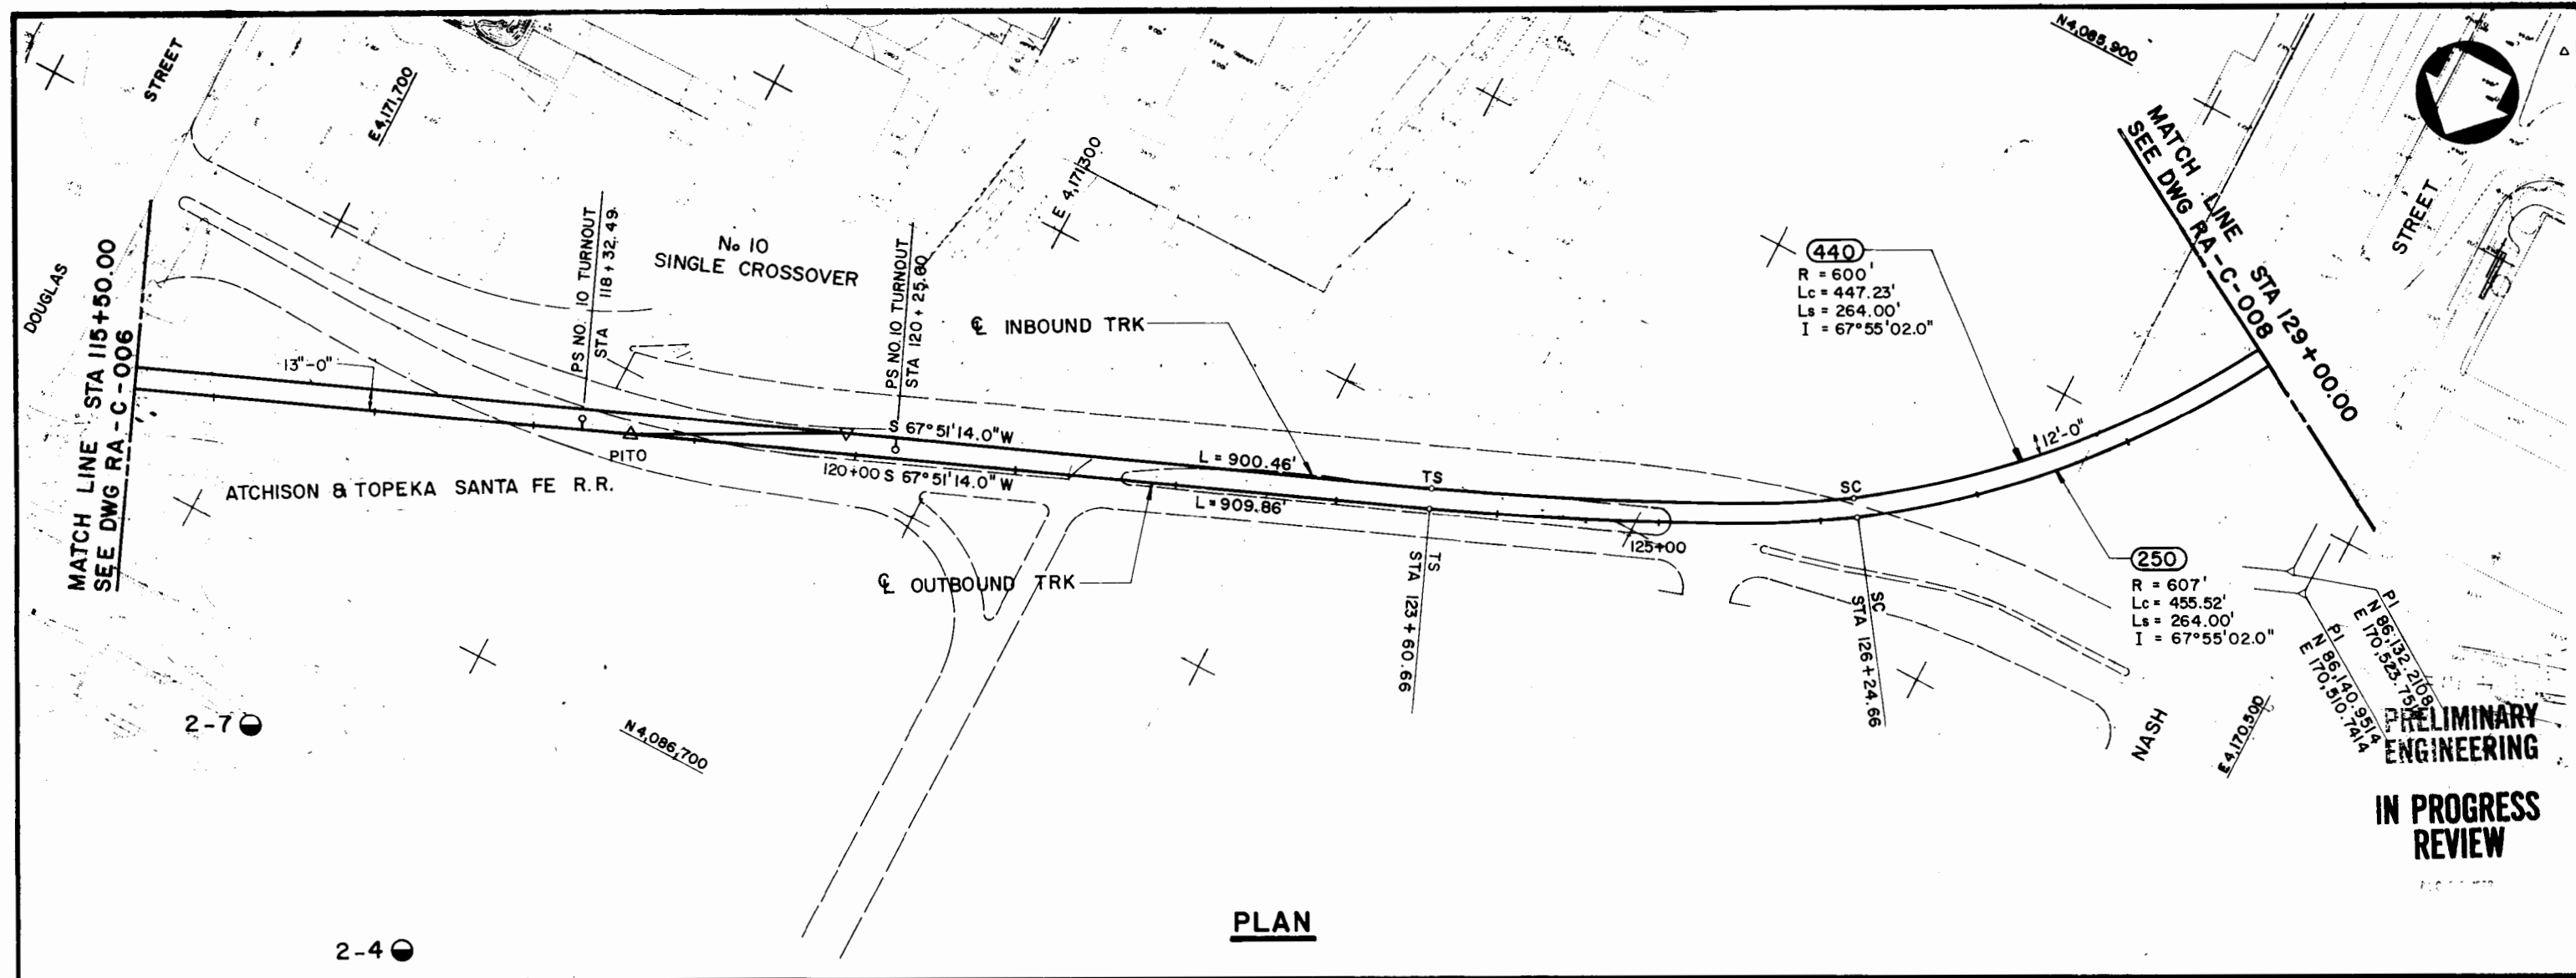 STREET
E 4,171,700
N 4,085,900
MATCH LINE STA 129+00.00
SEE DWG RA-C-008
STREET
DOUGLAS
MATCH LINE STA 115+50.00
SEE DWG RA-C-006
13"-0"
PS NO. 10 TURNOUT
STA 118+32.49
No 10
SINGLE CROSSOVER
PS NO. 10 TURNOUT
STA 120+25.60
E 4,171,300
℄ INBOUND TRK
440
R = 600'
Lc = 447.23'
Ls = 264.00'
I = 67°55'02.0"
PITO
S 67°51'14.0"W
L = 900.46'
TS
SC
12'-0"
120+00 S 67°51'14.0"W
L = 909.86'
ATCHISON & TOPEKA SANTA FE R.R.
℄ OUTBOUND TRK
TS
STA 123+60.66
125+00
SC
STA 126+24.66
250
R = 607'
Lc = 455.52'
Ls = 264.00'
I = 67°55'02.0"
PI
N 86,132.2108
PI
N 86,140.9514
E 170,510.7414
2-7
N 4,086,700
NASH
E 4,170,500
PRELIMINARY
ENGINEERING
IN PROGRESS
REVIEW
PLAN
2-4